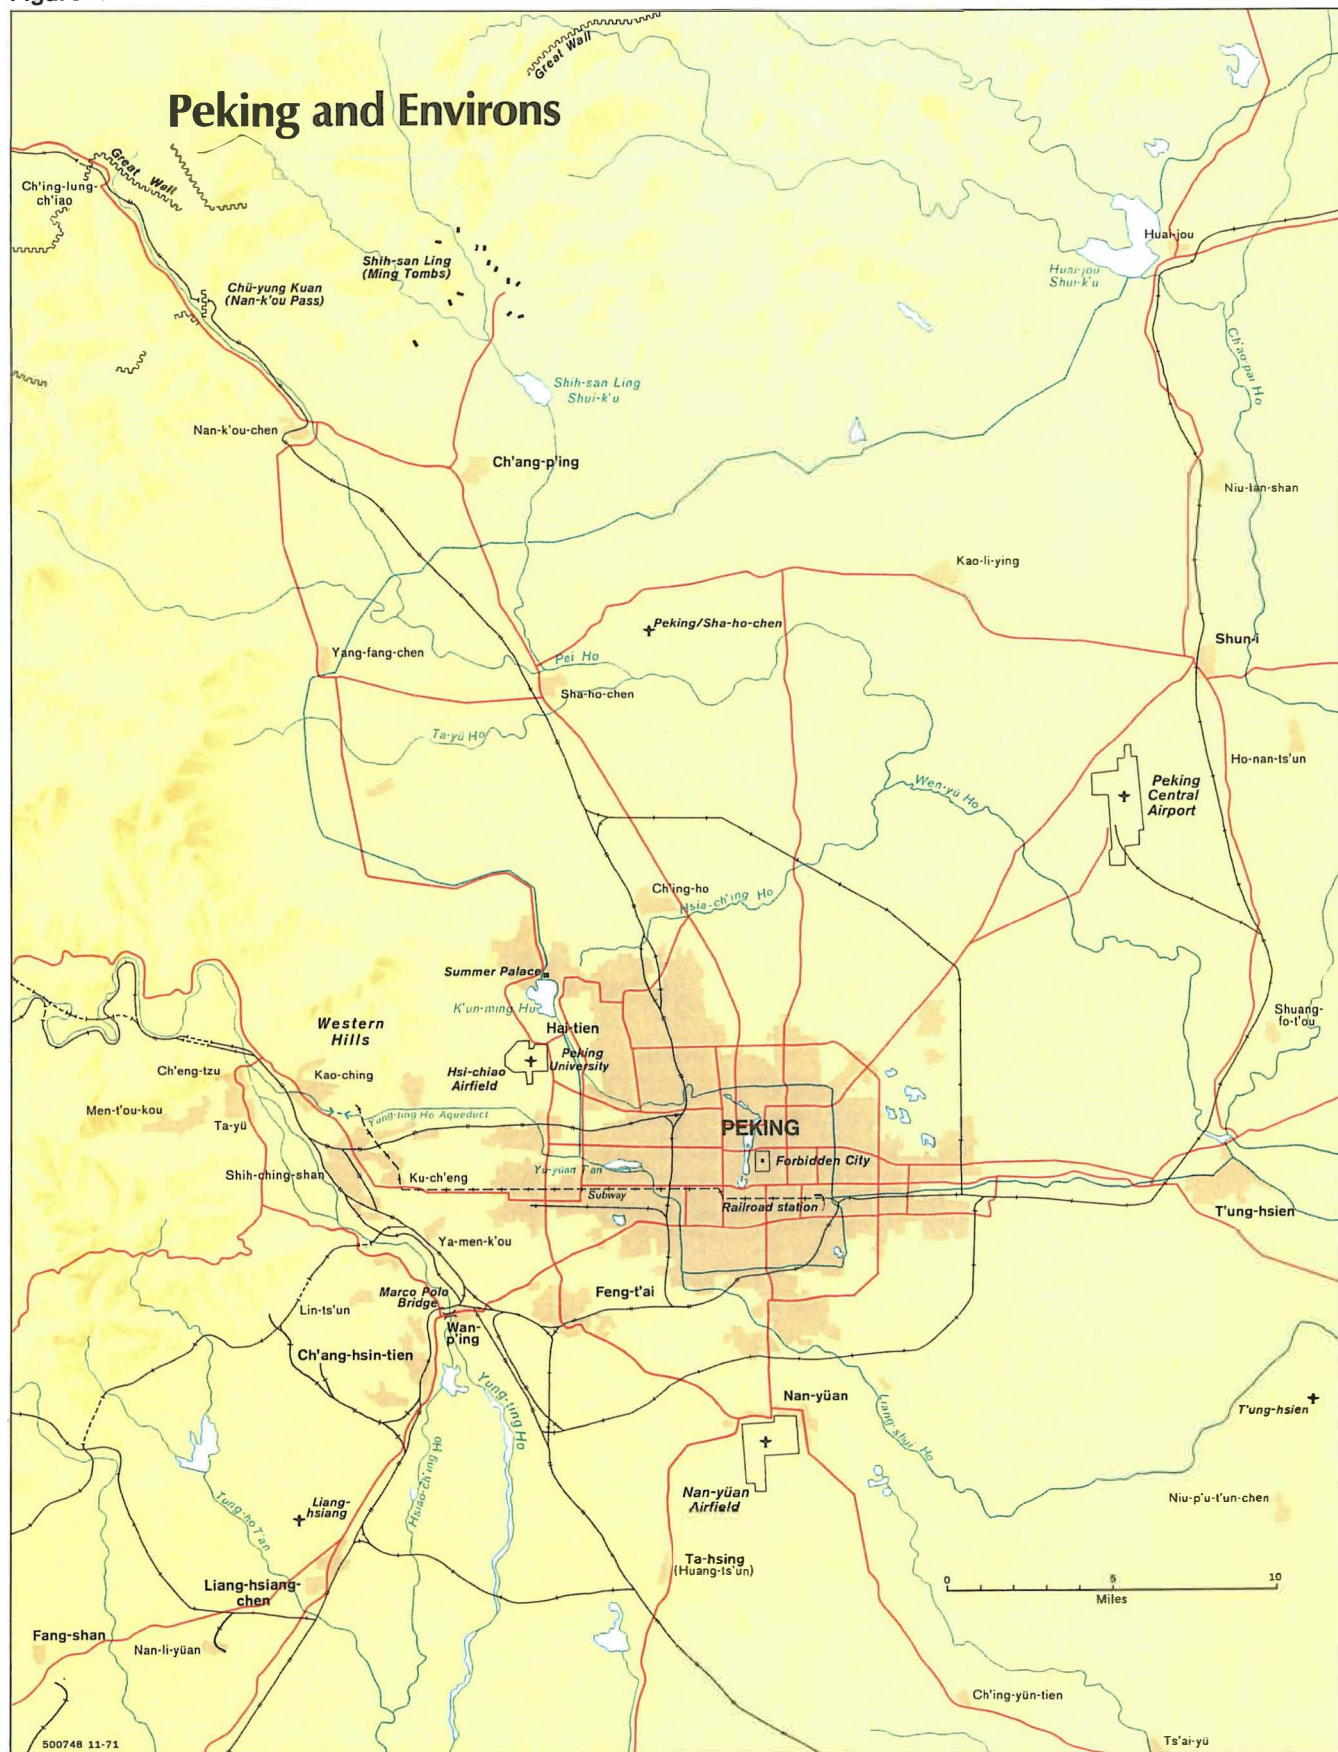 Great Wall
Peking and Environs
Great Wall
Ch'ing-lung-
ch'iao
Huai-jou
Shih-san Ling
(Ming Tombs)
Huai-jou
Shui-k'u
Chü-yung Kuan
(Nan-k'ou Pass)
Ch'ao-pai Ho
Shih-san Ling
Shui-k'u
Nan-k'ou-chen
Ch'ang-p'ing
Niu-lan-shan
Kao-li-ying
Peking/Sha-ho-chen
Shun-i
Yang-fang-chen
Pei Ho
Sha-ho-chen
Ta-yü Ho
Ho-nan-ts'un
Wen-yü Ho
Peking
Central
Airport
Ch'ing-ho
Hsia-ch'ing Ho
Summer Palace
K'un-ming Hu
Shuang-
fo-t'ou
Western
Hills
Hai-tien
Peking
University
Ch'eng-tzu
Kao-ching
Hsi-chiao
Airfield
Men-t'ou-kou
Ta-yü
Yung-ting Ho Aqueduct
PEKING
Forbidden City
Shih-ching-shan
Ku-ch'eng
Yu-yüan T'an
Subway
Railroad station
T'ung-hsien
Ya-men-k'ou
Marco Polo
Bridge
Feng-t'ai
Lin-ts'un
Wan-
p'ing
Ch'ang-hsin-tien
Yung-ting Ho
Nan-yüan
Liang-shui Ho
T'ung-hsien
Hsiao-ch'ing Ho
Nan-yüan
Airfield
Niu-p'u-t'un-chen
Liang-
hsiang
Tung-ho T'an
Ta-hsing
(Huang-ts'un)
0 5 10
Miles
Liang-hsiang-
chen
Fang-shan
Nan-li-yüan
Ch'ing-yün-tien
Ts'ai-yü
500748 11-71